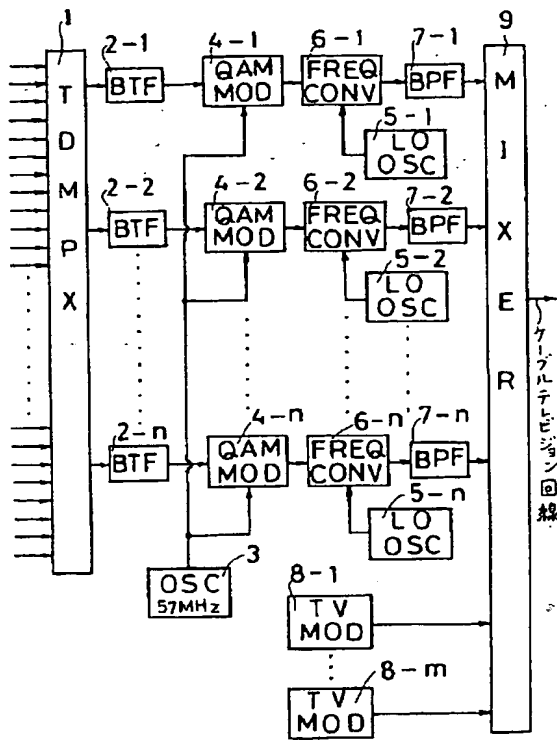 1
2-1
4-1
6-1
7-1
9
TDMPX
BTF
QAM MOD
FREQ CONV
BPF
MIXER
5-1
LO OSC
2-2
4-2
6-2
7-2
BTF
QAM MOD
FREQ CONV
BPF
5-2
LO OSC
ケーブルテレビジョン回線
2-n
4-n
6-n
7-n
BTF
QAM MOD
FREQ CONV
BPF
5-n
LO OSC
3
OSC
57MHz
8-1
TV MOD
8-m
TV MOD